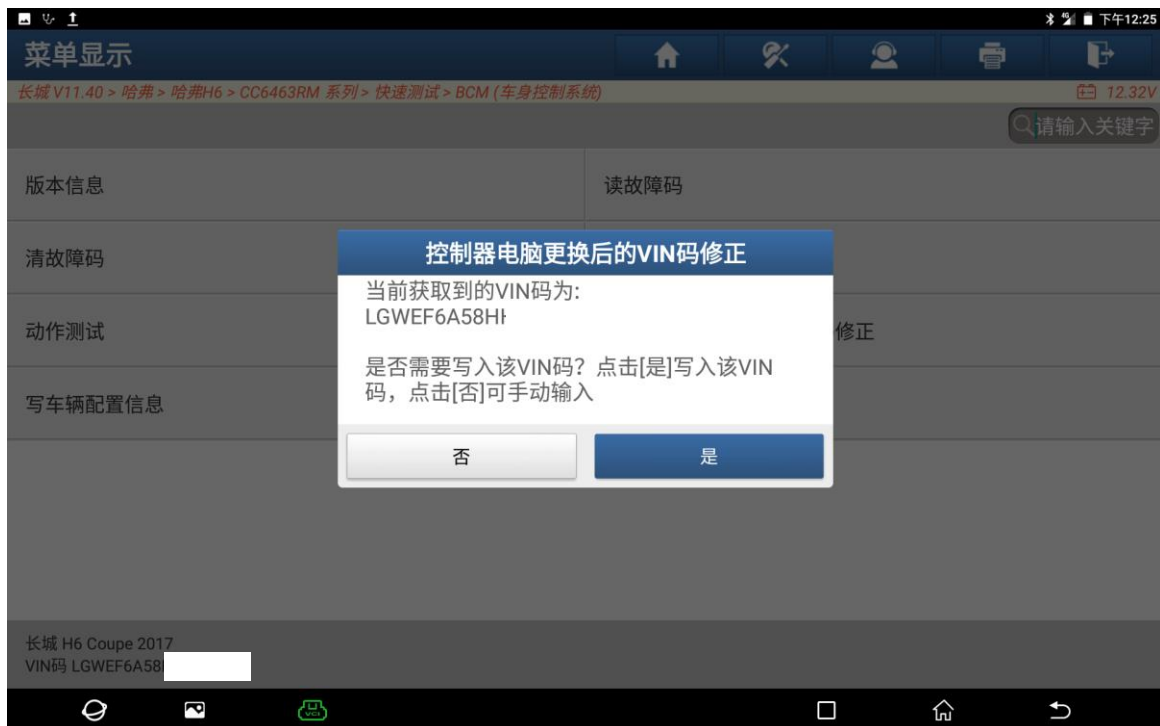 下午12:25
菜单显示
长城 V11.40 > 哈弗 > 哈弗H6 > CC6463RM 系列 > 快速测试 > BCM (车身控制系统)
12.32V
请输入关键字
版本信息
读故障码
清故障码
控制器电脑更换后的VIN码修正
当前获取到的VIN码为:
LGWEF6A58H
动作测试
修正
是否需要写入该VIN码？点击[是]写入该VIN
码，点击[否]可手动输入
写车辆配置信息
否
是
长城 H6 Coupe 2017
VIN码 LGWEF6A58
VCI